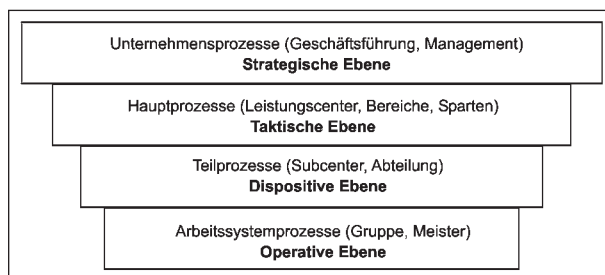 Unternehmensprozesse (Geschäftsführung, Management)
Strategische Ebene
Hauptprozesse (Leistungscenter, Bereiche, Sparten)
Taktische Ebene
Teilprozesse (Subcenter, Abteilung)
Dispositive Ebene
Arbeitssystemprozesse (Gruppe, Meister)
Operative Ebene